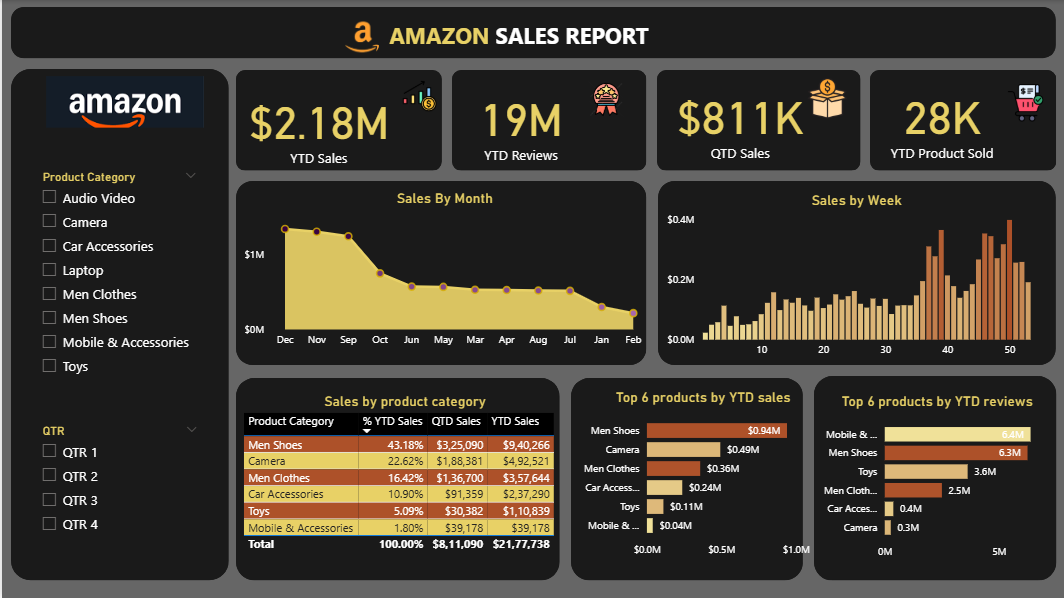 a AMAZON SALES REPORT
amazon
Product Category
Audio Video
Camera
Car Accessories
Laptop
Men Clothes
Men Shoes
Mobile & Accessories
Toys
QTR
QTR 1
QTR 2
QTR 3
QTR 4
$2.18M
YTD Sales
19M
YTD Reviews
$811K
QTD Sales
28K
YTD Product Sold
Sales By Month
$1M
$0M
Dec Nov Sep Oct Jun May Mar Apr Aug Jul Jan Feb
Sales by Week
$0.4M
$0.2M
$0.0M
10 20 30 40 50
Sales by product category
Product Category % YTD Sales QTD Sales YTD Sales
Men Shoes 43.18% $3,25,090 $9,40,266
Camera 22.62% $1,88,381 $4,92,521
Men Clothes 16.42% $1,36,700 $3,57,644
Car Accessories 10.90% $91,359 $2,37,290
Toys 5.09% $30,382 $1,10,839
Mobile & Accessories 1.80% $39,178 $39,178
Total 100.00% $8,11,090 $21,77,738
Top 6 products by YTD sales
Men Shoes $0.94M
Camera $0.49M
Men Clothes $0.36M
Car Access... $0.24M
Toys $0.11M
Mobile & ... $0.04M
$0.0M $0.5M $1.0M
Top 6 products by YTD reviews
Mobile & ... 6.4M
Men Shoes 6.3M
Toys 3.6M
Men Cloth... 2.5M
Car Acces... 0.4M
Camera 0.3M
0M 5M